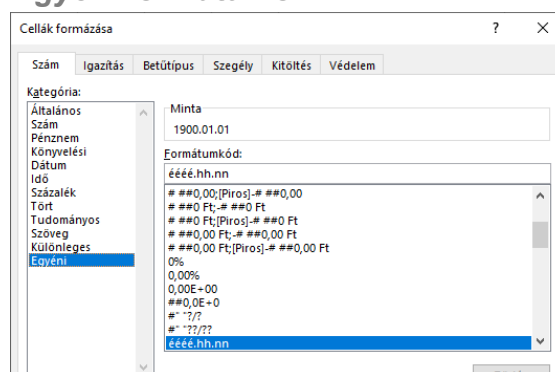 Cellák formázása ? ×
Szám Igazítás Betűtípus Szegély Kitöltés Védelem
Kategória:
Általános
Szám
Pénznem
Könyvelési
Dátum
Idő
Százalék
Tört
Tudományos
Szöveg
Különleges
Egyéni
Minta
1900.01.01
Formátumkód:
éééé.hh.nn
# ##0,00;[Piros]-# ##0,00
# ##0 Ft;-# ##0 Ft
# ##0 Ft;[Piros]-# ##0 Ft
# ##0,00 Ft;-# ##0,00 Ft
# ##0,00 Ft;[Piros]-# ##0,00 Ft
0%
0,00%
0,00E+00
##0,0E+0
#" "?/?
#" "??/??
éééé.hh.nn